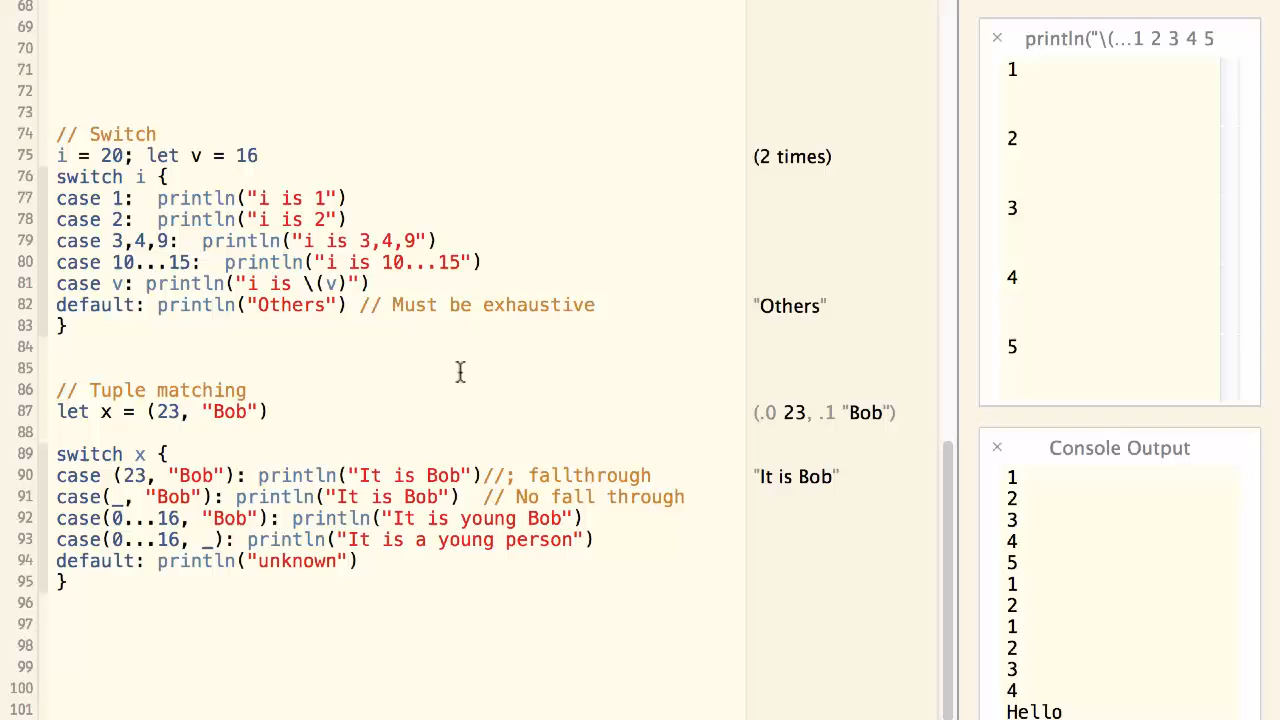 68
69
70
71
72
73
74 // Switch
75 i = 20; let v = 16 (2 times)
76 switch i {
77 case 1:  println("i is 1")
78 case 2:  println("i is 2")
79 case 3,4,9:  println("i is 3,4,9")
80 case 10...15:  println("i is 10...15")
81 case v: println("i is \(v)")
82 default: println("Others") // Must be exhaustive "Others"
83 }
84
85
86 // Tuple matching
87 let x = (23, "Bob") (.0 23, .1 "Bob")
88
89 switch x {
90 case (23, "Bob"): println("It is Bob")//; fallthrough "It is Bob"
91 case(_, "Bob"): println("It is Bob")  // No fall through
92 case(0...16, "Bob"): println("It is young Bob")
93 case(0...16, _): println("It is a young person")
94 default: println("unknown")
95 }
96
97
98
99
100
101
× println("\(...1 2 3 4 5
1
2
3
4
5
× Console Output
1
2
3
4
5
1
2
1
2
3
4
Hello